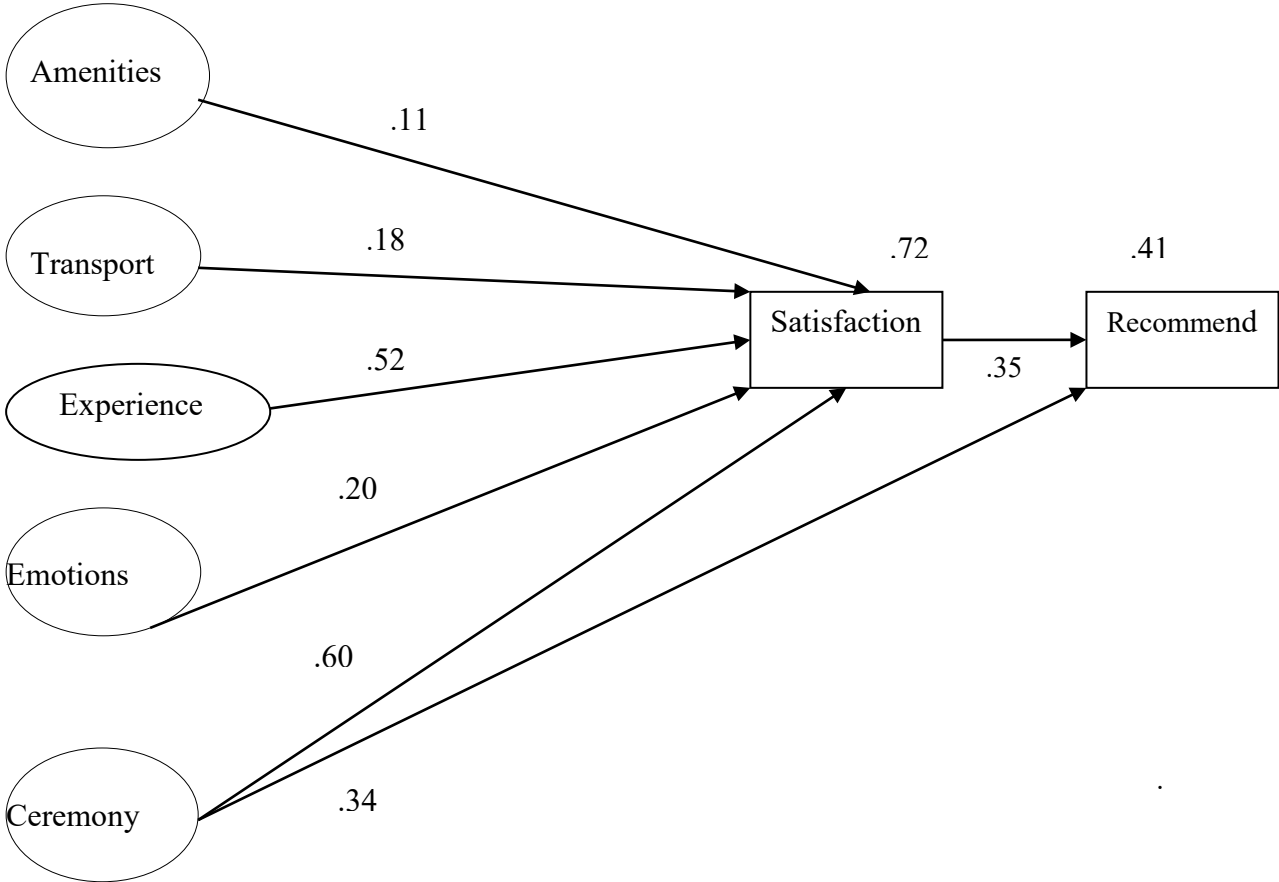 Amenities
.11
Transport
.18
.72
.41
Satisfaction
Recommend
Experience
.52
.35
.20
Emotions
.60
.34
.
Ceremony